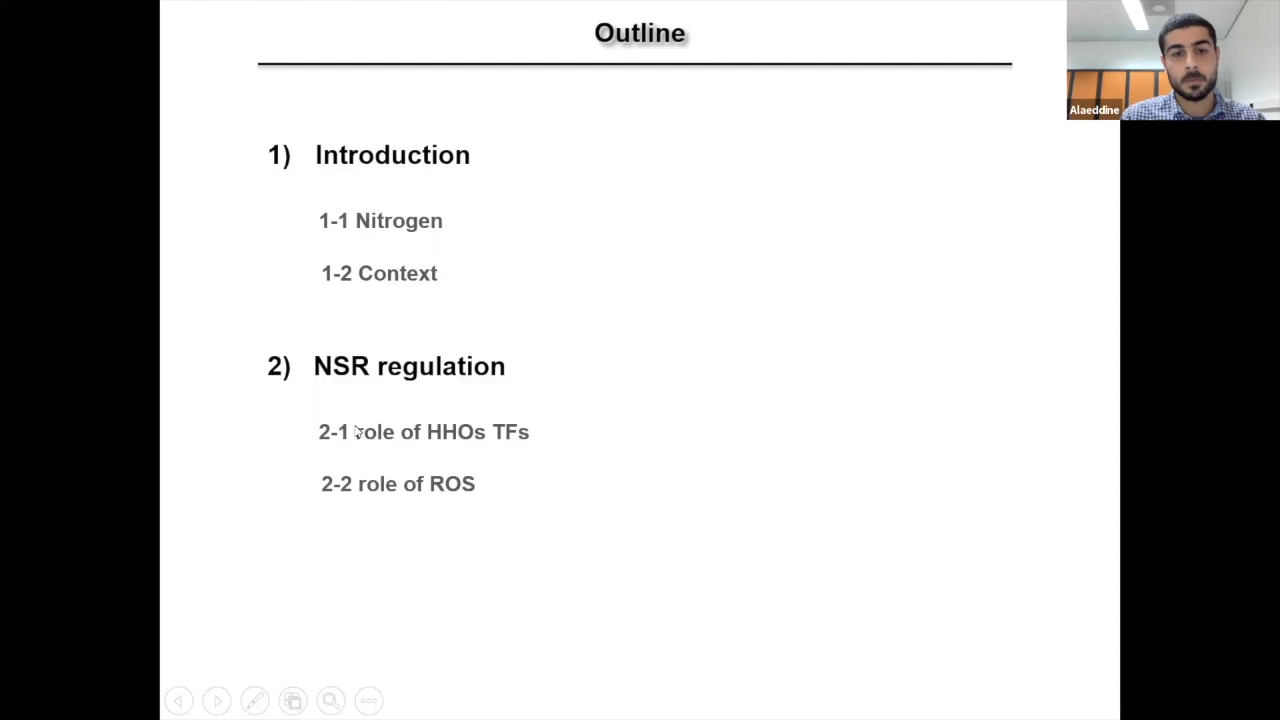 Outline
Alaeddine
1) Introduction
1-1 Nitrogen
1-2 Context
2) NSR regulation
2-1 role of HHOs TFs
2-2 role of ROS